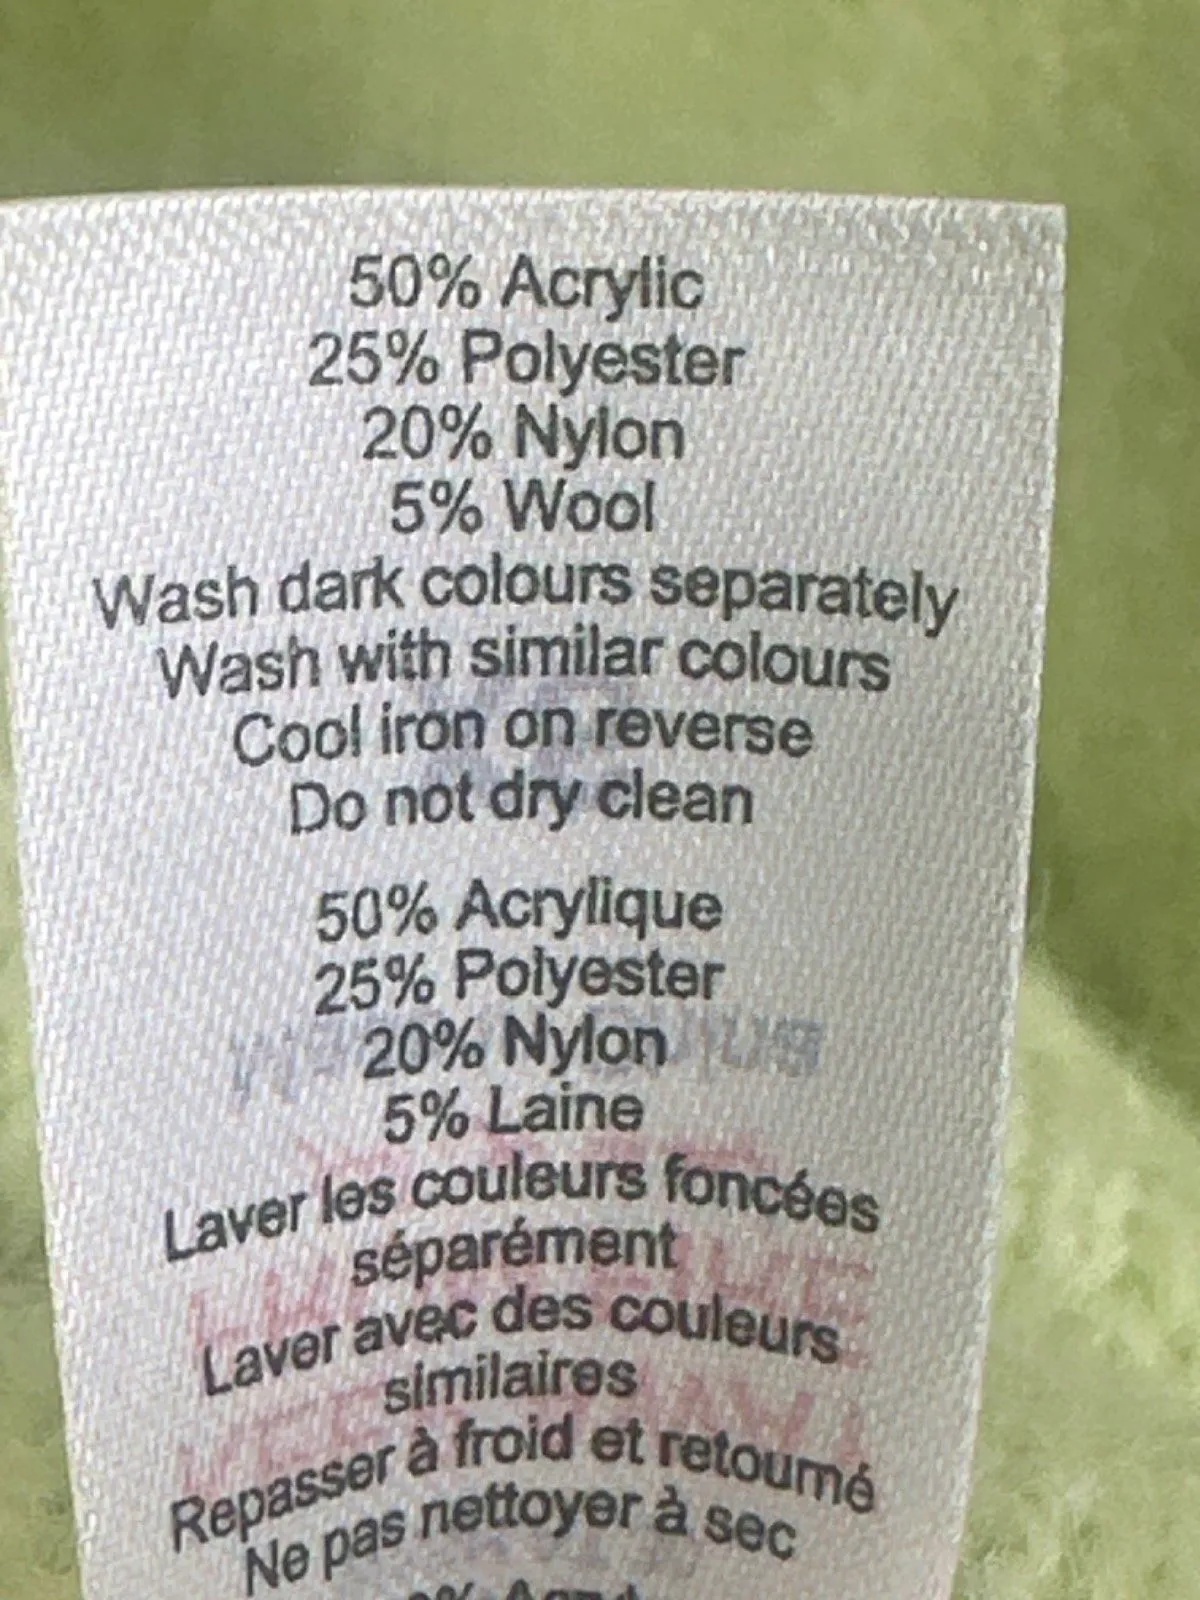 50% Acrylic
25% Polyester
20% Nylon
5% Wool
Wash dark colours separately
Wash with similar colours
Cool iron on reverse
Do not dry clean
50% Acrylique
25% Polyester
20% Nylon
5% Laine
Laver les couleurs foncées
séparément
Laver avec des couleurs
similaires
Repasser à froid et retourné
Ne pas nettoyer à sec